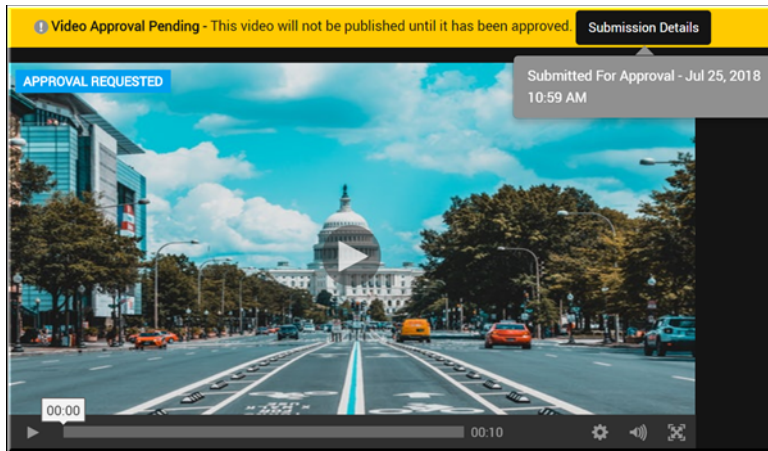 Video Approval Pending - This video will not be published until it has been approved. Submission Details
APPROVAL REQUESTED
Submitted For Approval - Jul 25, 2018
10:59 AM
00:00
00:10